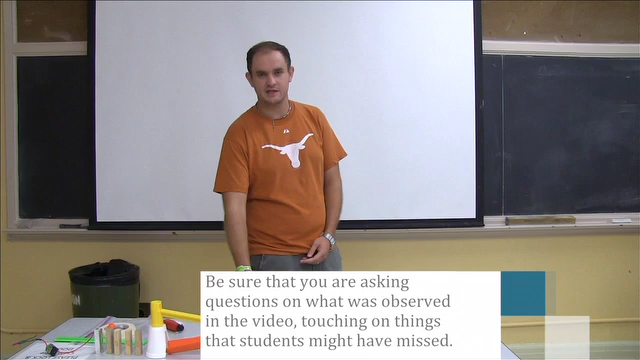 Be sure that you are asking
questions on what was observed
in the video, touching on things
that students might have missed.